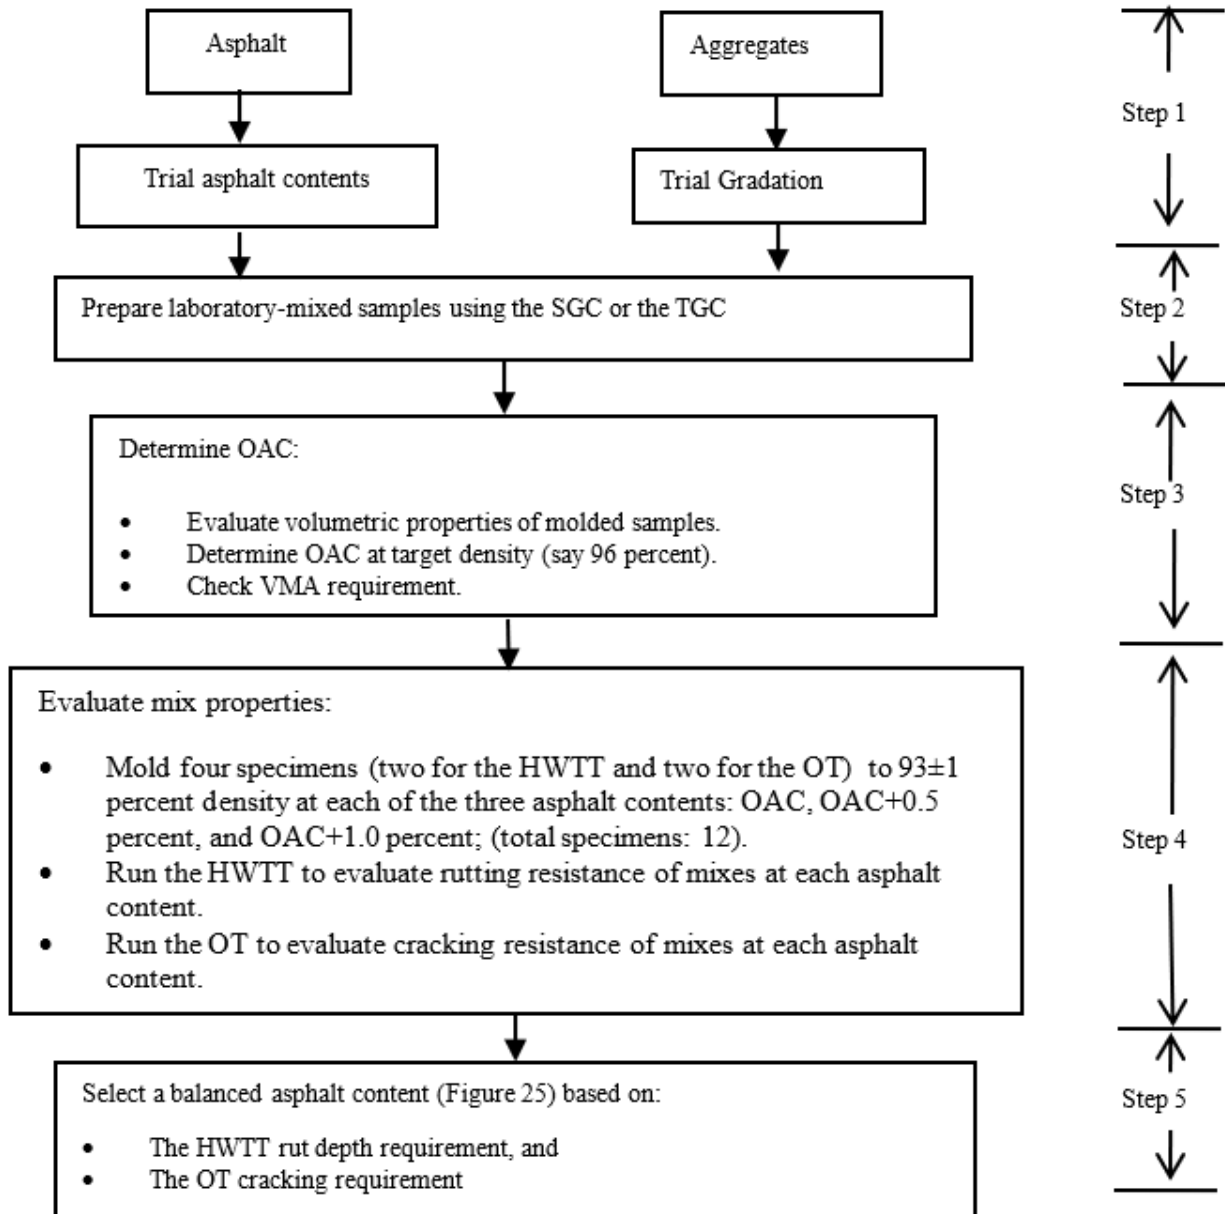 Asphalt
Aggregates
Step 1
Trial asphalt contents
Trial Gradation
Prepare laboratory-mixed samples using the SGC or the TGC
Step 2
Determine OAC:
• Evaluate volumetric properties of molded samples.
• Determine OAC at target density (say 96 percent).
• Check VMA requirement.
Step 3
Evaluate mix properties:
• Mold four specimens (two for the HWTT and two for the OT) to 93±1
percent density at each of the three asphalt contents: OAC, OAC+0.5
percent, and OAC+1.0 percent; (total specimens: 12).
• Run the HWTT to evaluate rutting resistance of mixes at each asphalt
content.
• Run the OT to evaluate cracking resistance of mixes at each asphalt
content.
Step 4
Select a balanced asphalt content (Figure 25) based on:
• The HWTT rut depth requirement, and
• The OT cracking requirement
Step 5